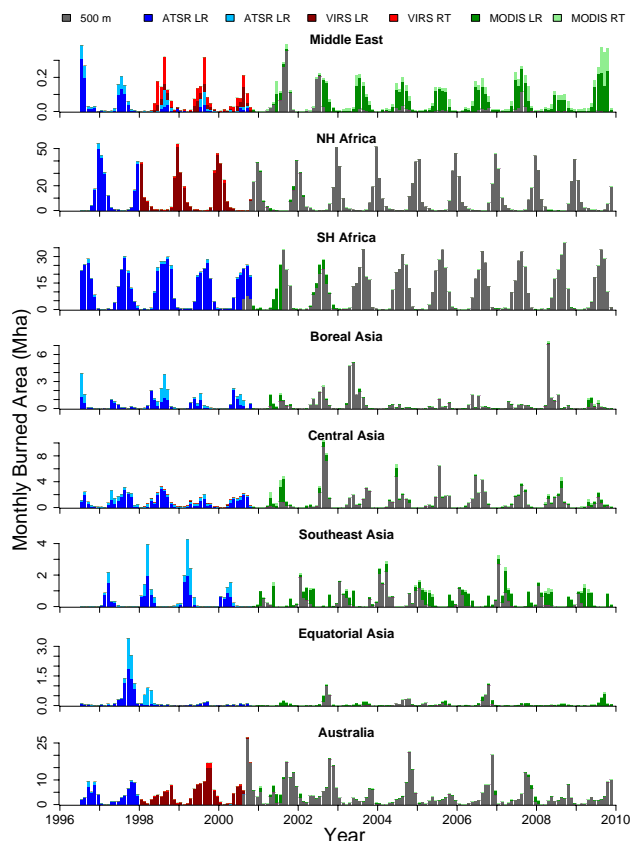 500 m ATSR LR ATSR LR VIRS LR VIRS RT MODIS LR MODIS RT
Middle East
0.0 0.2
NH Africa
0 20 50
SH Africa
0 15 30
Boreal Asia
0 3 6
Central Asia
0 4 8
Southeast Asia
0 2 4
Equatorial Asia
0.0 1.5 3.0
Australia
0 10 25
Monthly Burned Area (Mha)
1996 1998 2000 2002 2004 2006 2008 2010
Year